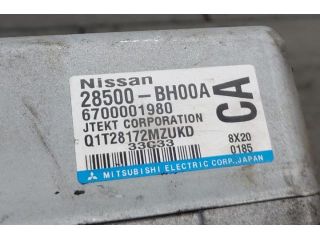 Nissan
28500-BH00A
6700001980
CA
JTEKT CORPORATION
Q1T28172MZUKD
33C33
8X20
0185
MITSUBISHI ELECTRIC CORP., JAPAN